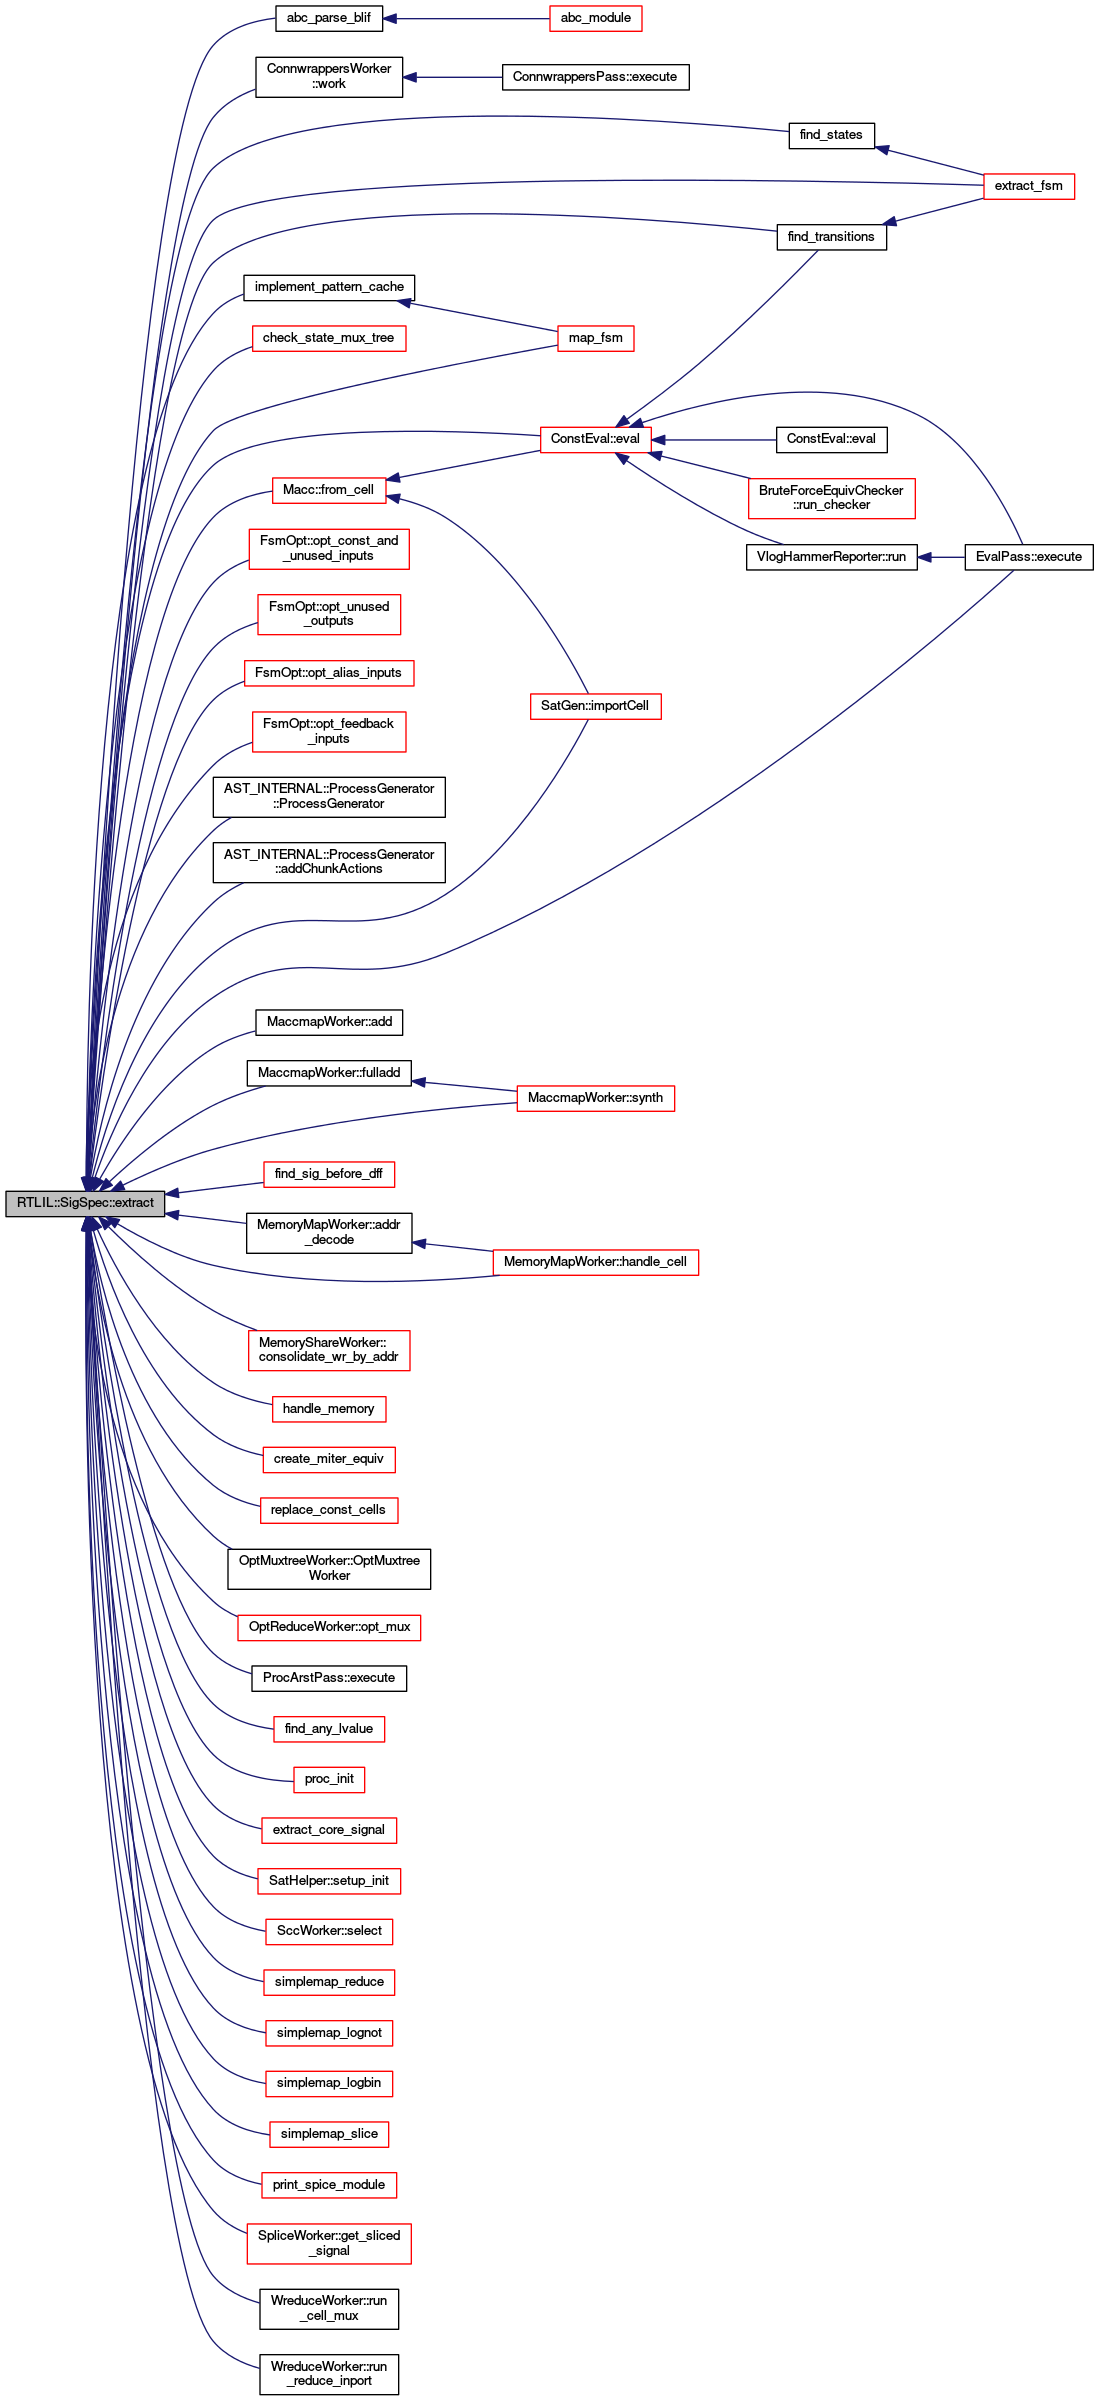 abc_parse_blif
abc_module
ConnwrappersWorker
::work
ConnwrappersPass::execute
find_states
extract_fsm
find_transitions
implement_pattern_cache
check_state_mux_tree
map_fsm
ConstEval::eval
ConstEval::eval
Macc::from_cell
BruteForceEquivChecker
::run_checker
FsmOpt::opt_const_and
_unused_inputs
VlogHammerReporter::run
EvalPass::execute
FsmOpt::opt_unused
_outputs
FsmOpt::opt_alias_inputs
SatGen::importCell
FsmOpt::opt_feedback
_inputs
AST_INTERNAL::ProcessGenerator
::ProcessGenerator
AST_INTERNAL::ProcessGenerator
::addChunkActions
MaccmapWorker::add
MaccmapWorker::fulladd
MaccmapWorker::synth
find_sig_before_dff
RTLIL::SigSpec::extract
MemoryMapWorker::addr
_decode
MemoryMapWorker::handle_cell
MemoryShareWorker::
consolidate_wr_by_addr
handle_memory
create_miter_equiv
replace_const_cells
OptMuxtreeWorker::OptMuxtree
Worker
OptReduceWorker::opt_mux
ProcArstPass::execute
find_any_lvalue
proc_init
extract_core_signal
SatHelper::setup_init
SccWorker::select
simplemap_reduce
simplemap_lognot
simplemap_logbin
simplemap_slice
print_spice_module
SpliceWorker::get_sliced
_signal
WreduceWorker::run
_cell_mux
WreduceWorker::run
_reduce_inport